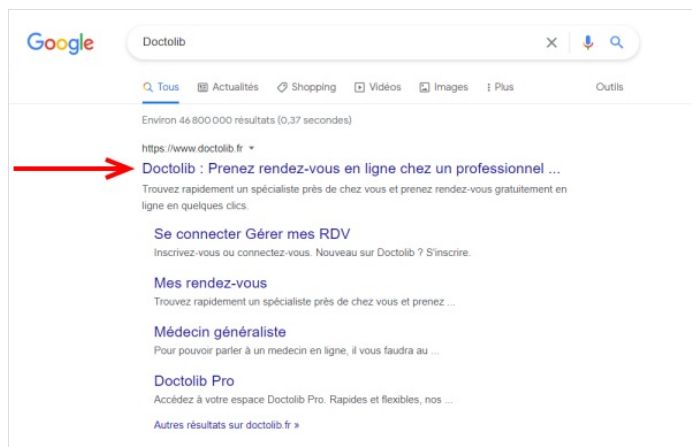 Google
Doctolib
Tous Actualités Shopping Vidéos Images Plus Outils
Environ 46 800 000 résultats (0,37 secondes)
https://www.doctolib.fr
Doctolib : Prenez rendez-vous en ligne chez un professionnel ...
Trouvez rapidement un spécialiste près de chez vous et prenez rendez-vous gratuitement en
ligne en quelques clics.
Se connecter Gérer mes RDV
Inscrivez-vous ou connectez-vous. Nouveau sur Doctolib ? S'inscrire.
Mes rendez-vous
Trouvez rapidement un spécialiste près de chez vous et prenez ...
Médecin généraliste
Pour pouvoir parler à un medecin en ligne, il vous faudra au ...
Doctolib Pro
Accédez à votre espace Doctolib Pro. Rapides et flexibles, nos ...
Autres résultats sur doctolib.fr »